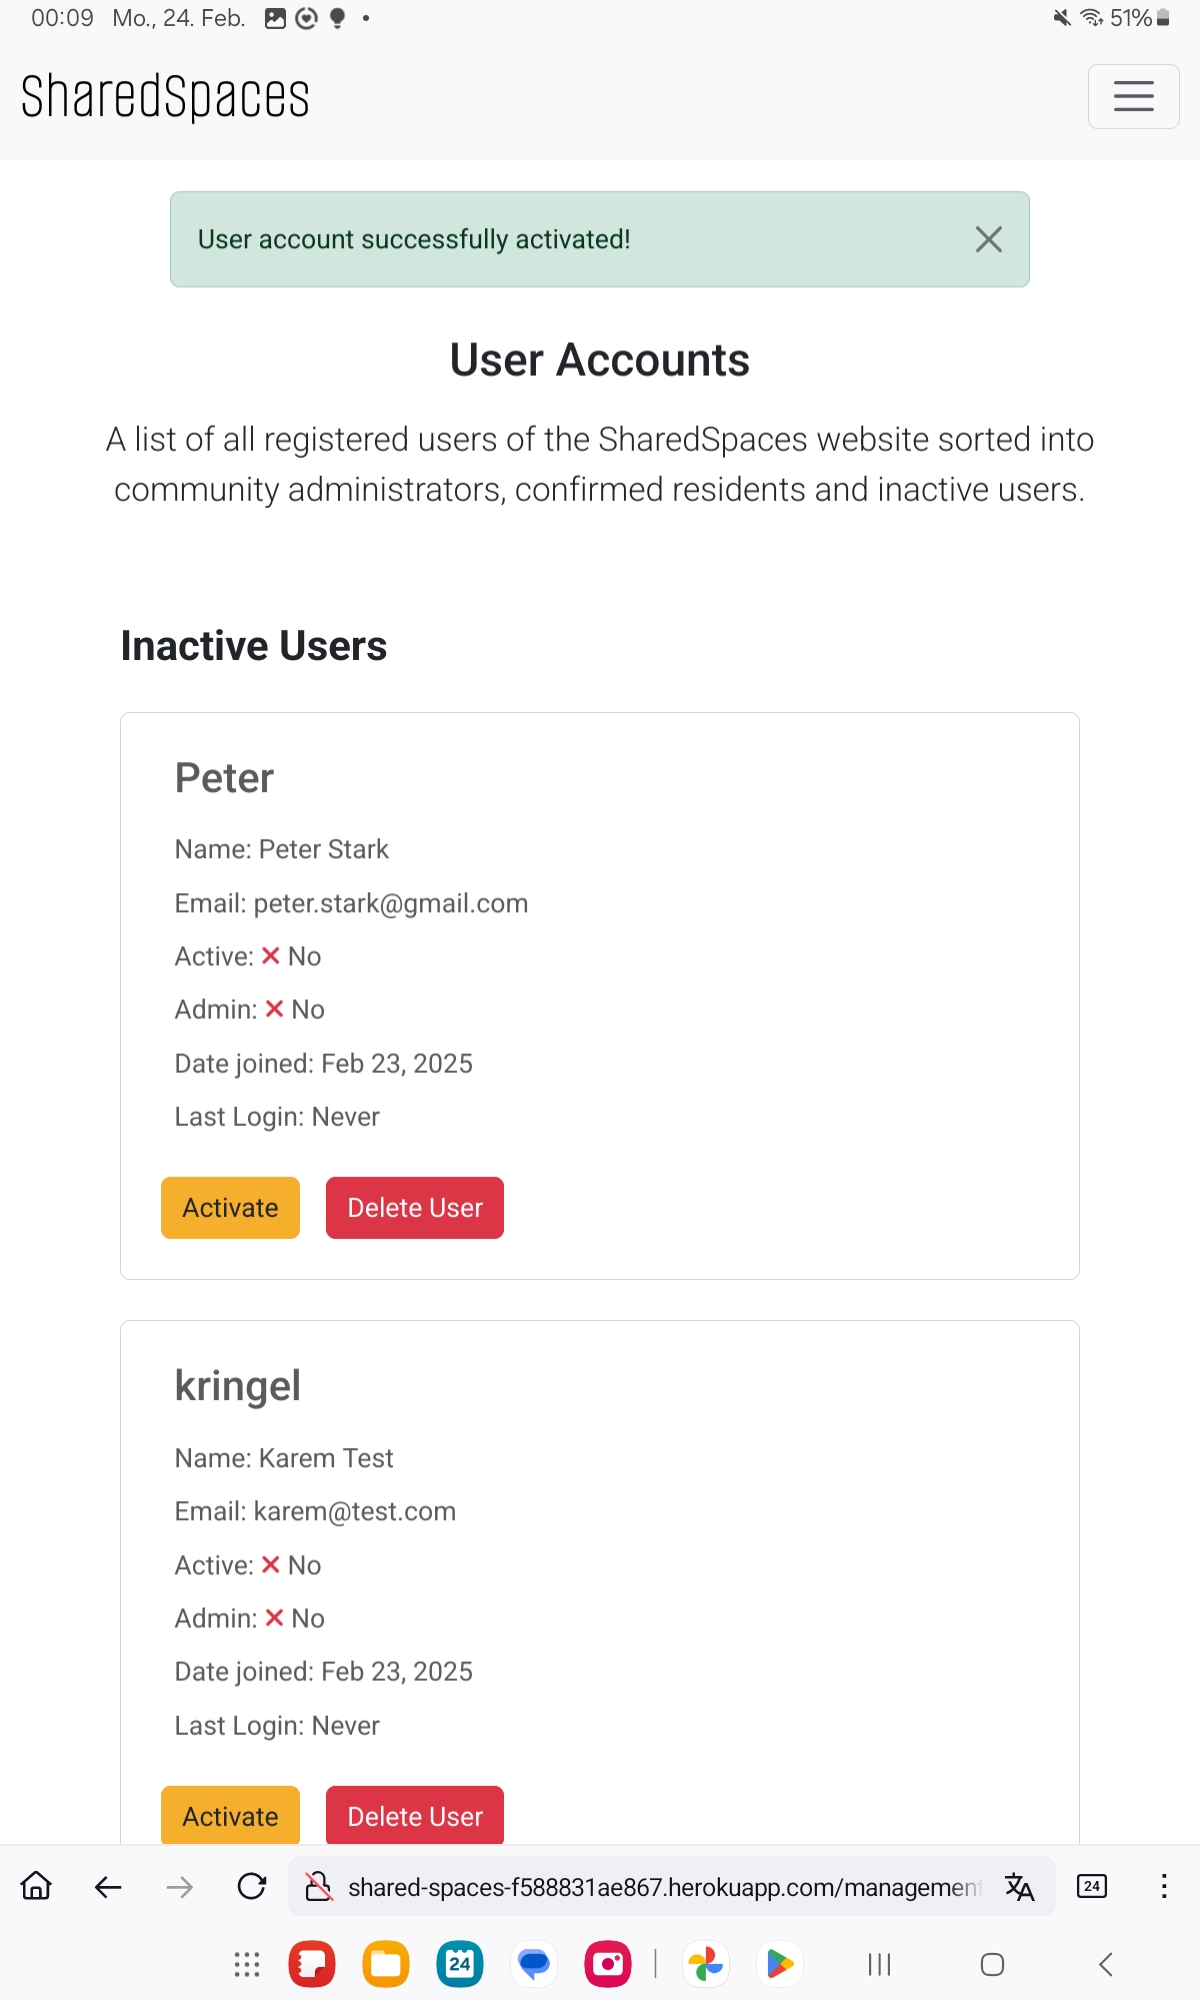 00:09 Mo., 24. Feb.
51%
SharedSpaces
User account successfully activated!
User Accounts
A list of all registered users of the SharedSpaces website sorted into
community administrators, confirmed residents and inactive users.
Inactive Users
Peter
Name: Peter Stark
Email: peter.stark@gmail.com
Active: ✕ No
Admin: ✕ No
Date joined: Feb 23, 2025
Last Login: Never
Activate Delete User
kringel
Name: Karem Test
Email: karem@test.com
Active: ✕ No
Admin: ✕ No
Date joined: Feb 23, 2025
Last Login: Never
Activate Delete User
shared-spaces-f588831ae867.herokuapp.com/management
24
24